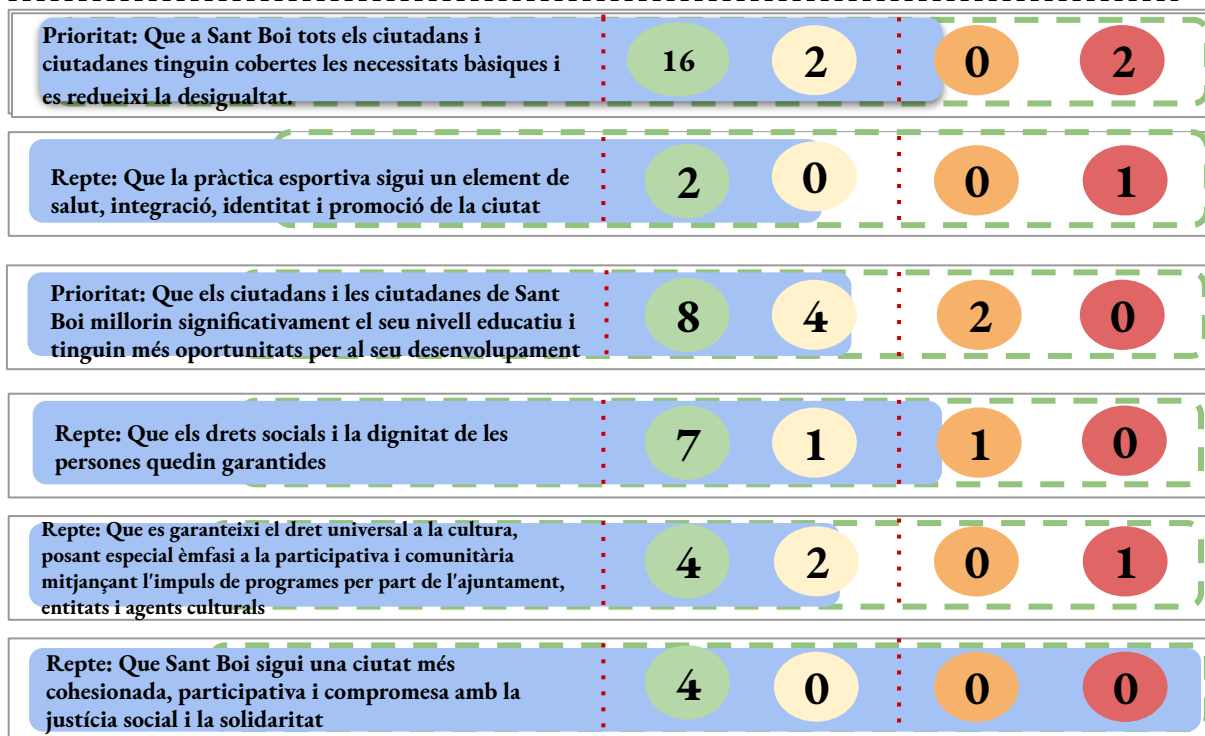 Prioritat: Que a Sant Boi tots els ciutadans i
ciutadanes tinguin cobertes les necessitats bàsiques i
es redueixi la desigualtat.
16 2 0 2
Repte: Que la pràctica esportiva sigui un element de
salut, integració, identitat i promoció de la ciutat
2 0 0 1
Prioritat: Que els ciutadans i les ciutadanes de Sant
Boi millorin significativament el seu nivell educatiu i
tinguin més oportunitats per al seu desenvolupament
8 4 2 0
Repte: Que els drets socials i la dignitat de les
persones quedin garantides
7 1 1 0
Repte: Que es garanteixi el dret universal a la cultura,
posant especial èmfasi a la participativa i comunitària
mitjançant l'impuls de programes per part de l'ajuntament,
entitats i agents culturals
4 2 0 1
Repte: Que Sant Boi sigui una ciutat més
cohesionada, participativa i compromesa amb la
justícia social i la solidaritat
4 0 0 0